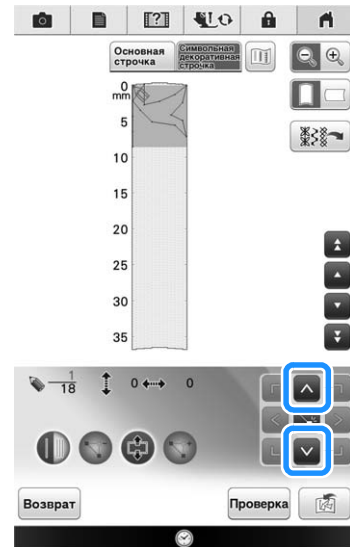 [?]
Основная
строчка
Символьная
декоративная
строчка
0
mm
5
10
15
20
25
30
35
1
18
0
0
Возврат
Проверка